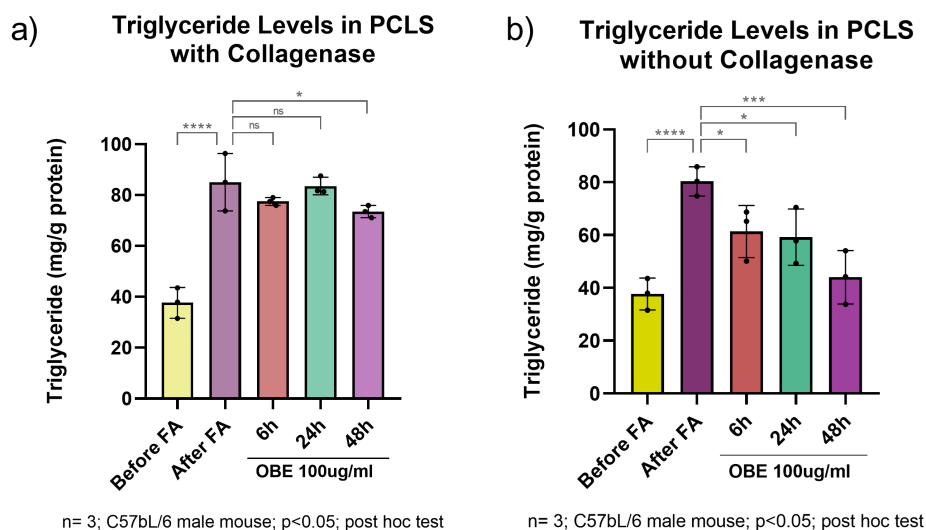 a)
Triglyceride Levels in PCLS
with Collagenase
*
ns
**** ns
Triglyceride (mg/g protein)
100
80
60
40
20
0
Before FA
After FA
6h
24h
48h
OBE 100ug/ml
n= 3; C57bL/6 male mouse; p<0.05; post hoc test
b)
Triglyceride Levels in PCLS
without Collagenase
***
*
**** *
Triglyceride (mg/g protein)
100
80
60
40
20
0
Before FA
After FA
6h
24h
48h
OBE 100ug/ml
n= 3; C57bL/6 male mouse; p<0.05; post hoc test